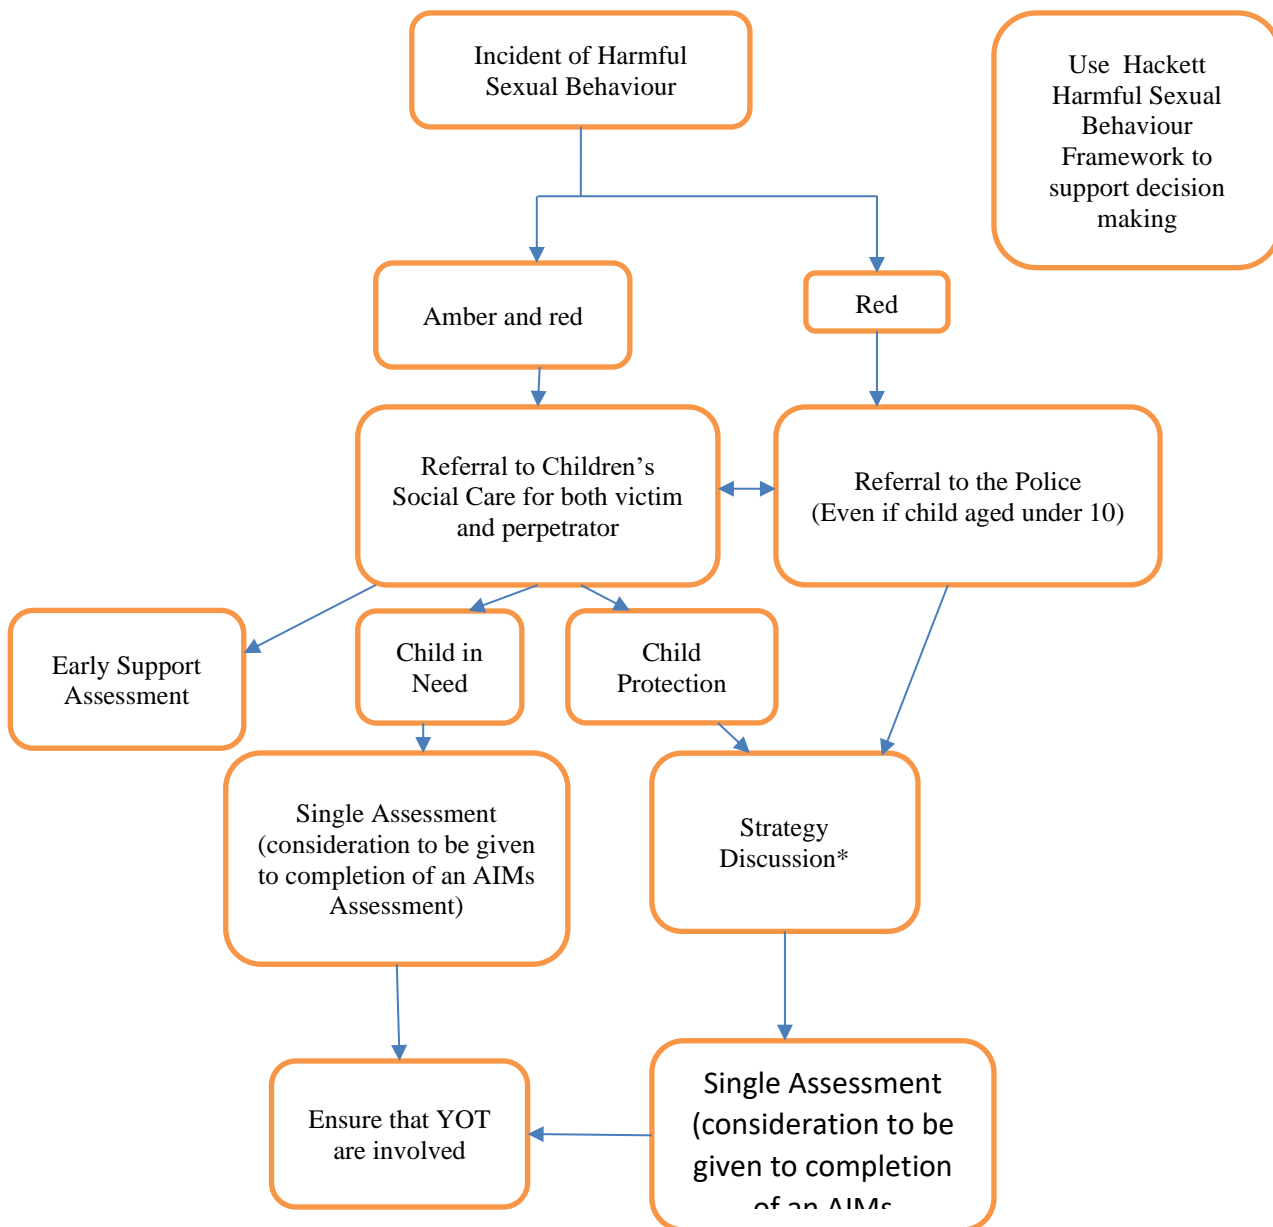 Incident of Harmful
Sexual Behaviour
Use Hackett
Harmful Sexual
Behaviour
Framework to
support decision
making
Amber and red
Red
Referral to Children’s
Social Care for both victim
and perpetrator
Referral to the Police
(Even if child aged under 10)
Early Support
Assessment
Child in
Need
Child
Protection
Single Assessment
(consideration to be given
to completion of an AIMs
Assessment)
Strategy
Discussion*
Ensure that YOT
are involved
Single Assessment
(consideration to be
given to completion
of an AIMs